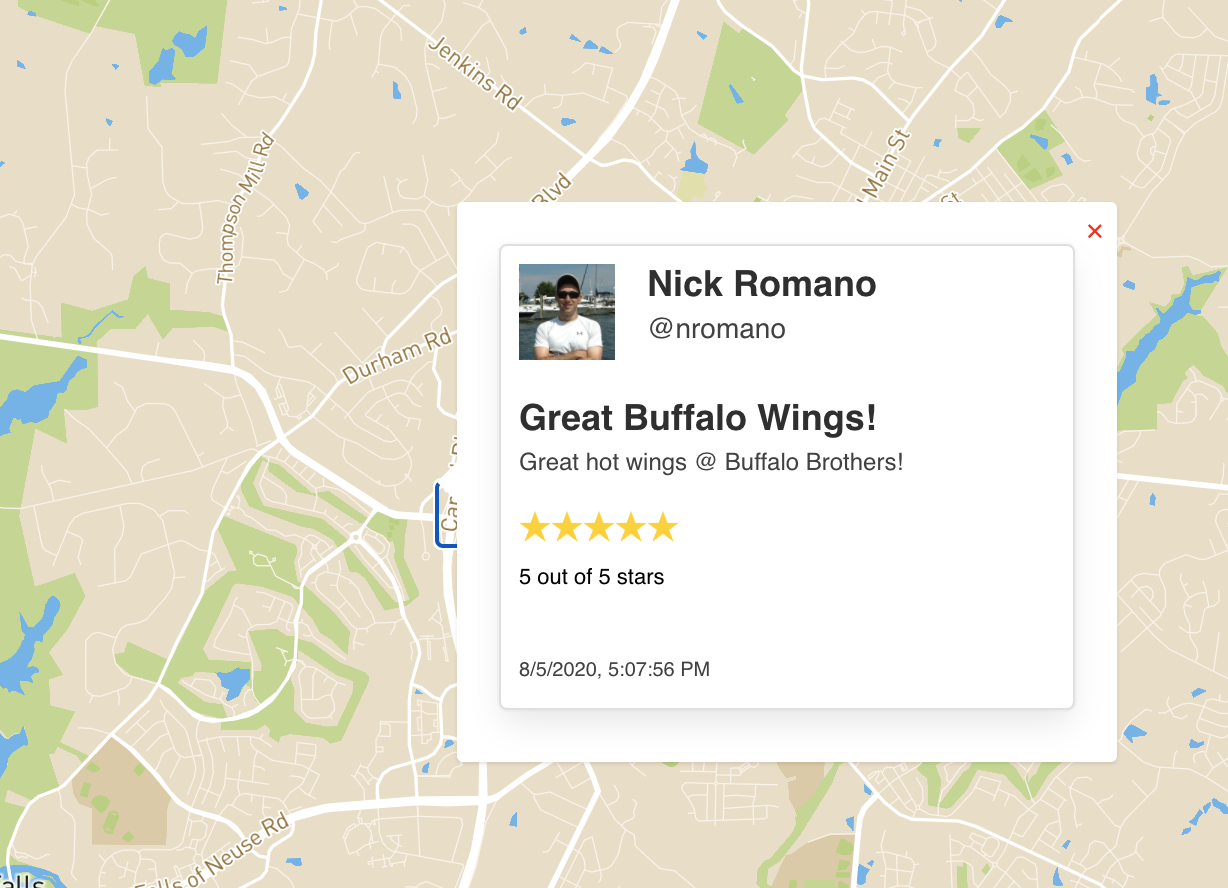 Jenkins Rd
Thompson Mill Rd
Blvd
Main St
St
Durham Rd
Nick Romano
@nromano
Great Buffalo Wings!
Great hot wings @ Buffalo Brothers!
5 out of 5 stars
8/5/2020, 5:07:56 PM
Falls of Neuse Rd